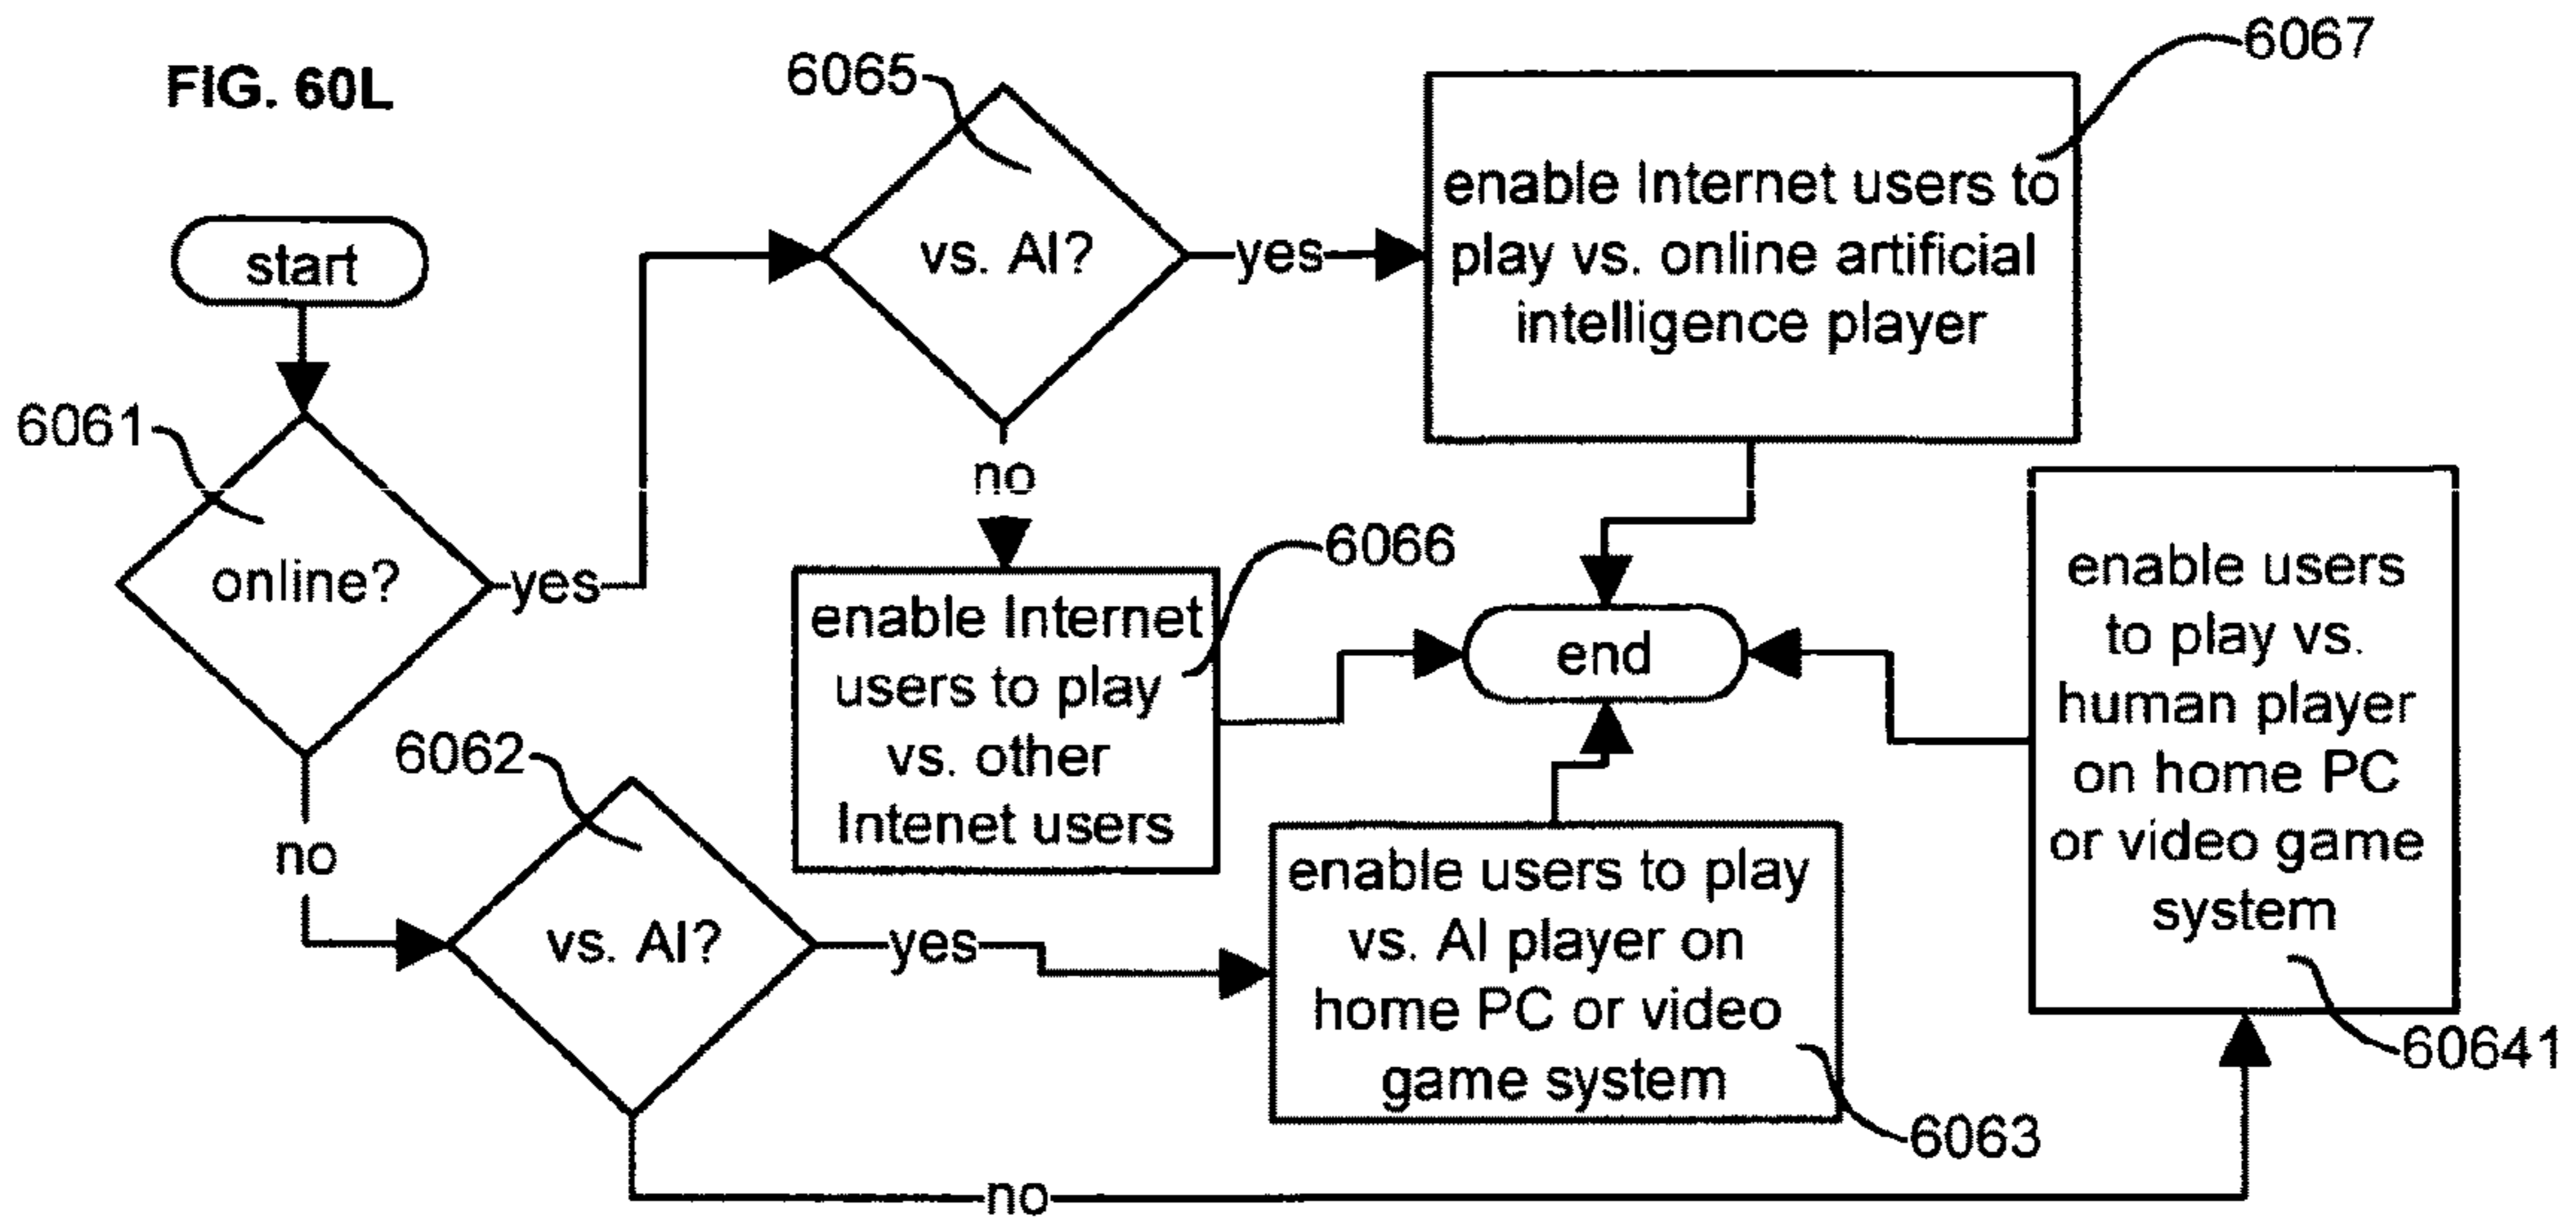 FIG. 60L
start
6061
online?
yes
no
6065
vs. AI?
yes
no
6067
enable Internet users to
play vs. online artificial
intelligence player
6066
enable Internet
users to play
vs. other
Intenet users
end
6062
vs. AI?
yes
no
enable users to play
vs. AI player on
home PC or video
game system
6063
enable users
to play vs.
human player
on home PC
or video game
system
60641